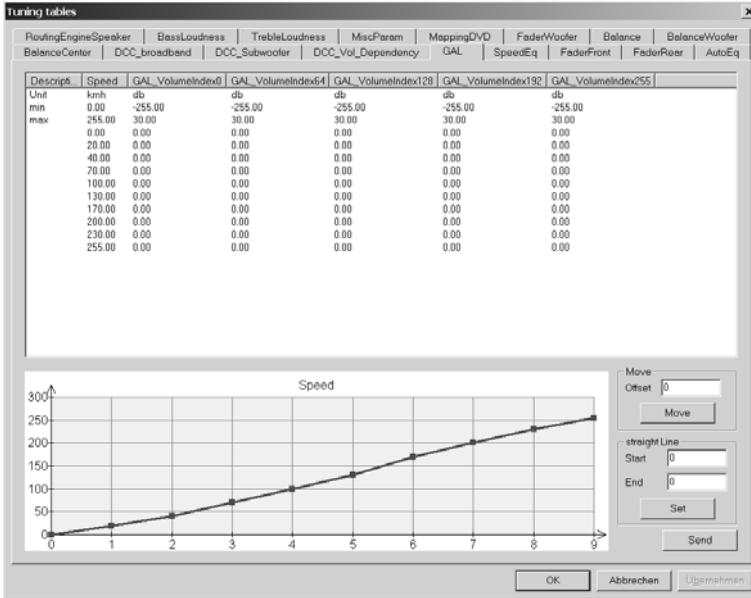 Tuning tables
RoutingEngineSpeaker BassLoudness TrebleLoudness MiscParam MappingDVD FaderWoofer Balance BalanceWoofer
BalanceCenter DCC_broadband DCC_Subwoofer DCC_Vol_Dependency GAL SpeedEq FaderFront FaderRear AutoEq
Descripti... Speed GAL_VolumeIndex0 GAL_VolumeIndex64 GAL_VolumeIndex128 GAL_VolumeIndex192 GAL_VolumeIndex255
Unit kmh db db db db db
min 0.00 -255.00 -255.00 -255.00 -255.00 -255.00
max 255.00 30.00 30.00 30.00 30.00 30.00
0.00 0.00 0.00 0.00 0.00 0.00
20.00 0.00 0.00 0.00 0.00 0.00
40.00 0.00 0.00 0.00 0.00 0.00
70.00 0.00 0.00 0.00 0.00 0.00
100.00 0.00 0.00 0.00 0.00 0.00
130.00 0.00 0.00 0.00 0.00 0.00
170.00 0.00 0.00 0.00 0.00 0.00
200.00 0.00 0.00 0.00 0.00 0.00
230.00 0.00 0.00 0.00 0.00 0.00
255.00 0.00 0.00 0.00 0.00 0.00
Speed
300
250
200
150
100
50
0
0 1 2 3 4 5 6 7 8 9
Move
Offset 0
Move
straight Line
Start 0
End 0
Set
Send
OK Abbrechen Übernehmen